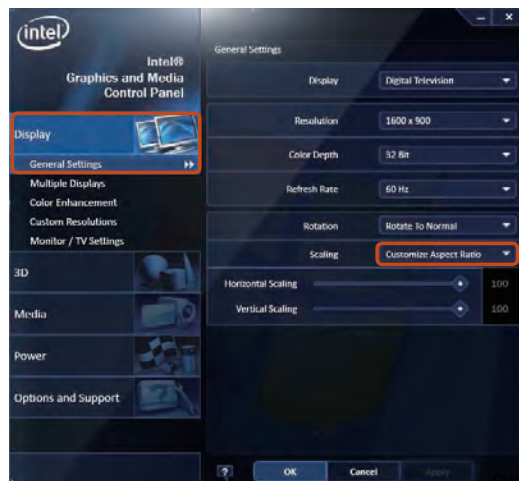 intel
Intel®
Graphics and Media
Control Panel
Display
General Settings
Multiple Displays
Color Enhancement
Custom Resolutions
Monitor / TV Settings
3D
Media
Power
Options and Support
General Settings
Display Digital Television
Resolution 1600 x 900
Color Depth 32 Bit
Refresh Rate 60 Hz
Rotation Rotate To Normal
Scaling Customize Aspect Ratio
Horizontal Scaling 100
Vertical Scaling 100
? OK Cancel Apply